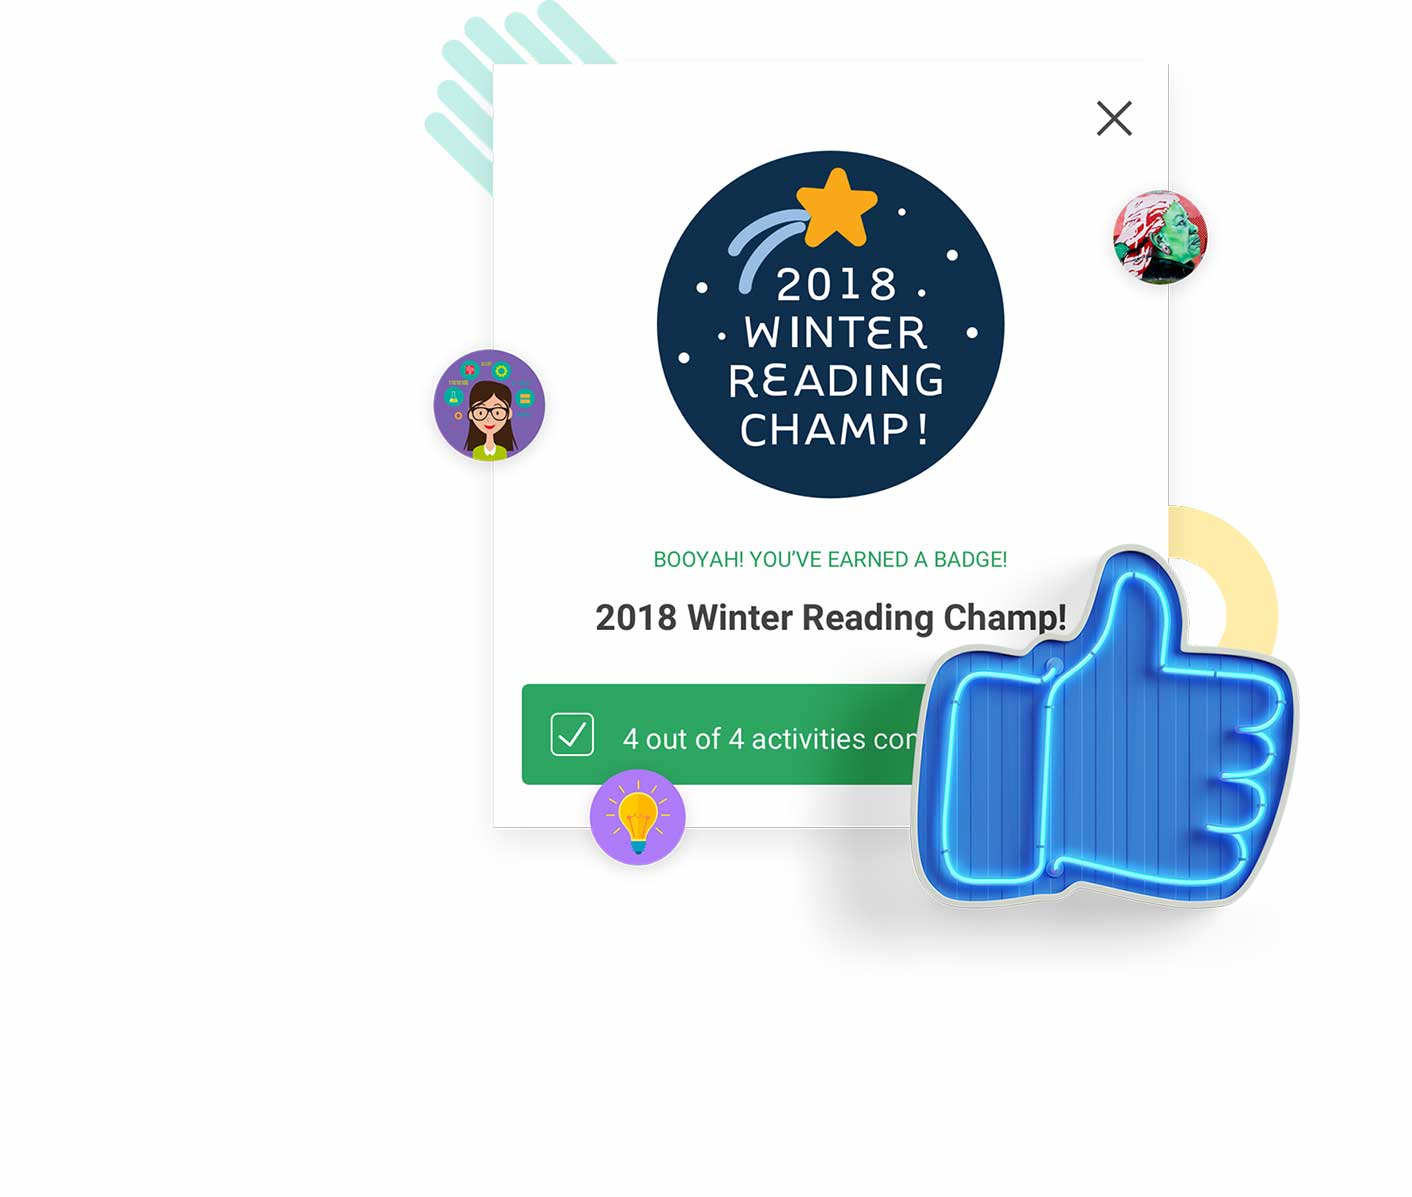 2018
WINTER
READING
CHAMP!
BOOYAH! YOU’VE EARNED A BADGE!
2018 Winter Reading Champ!
4 out of 4 activities con